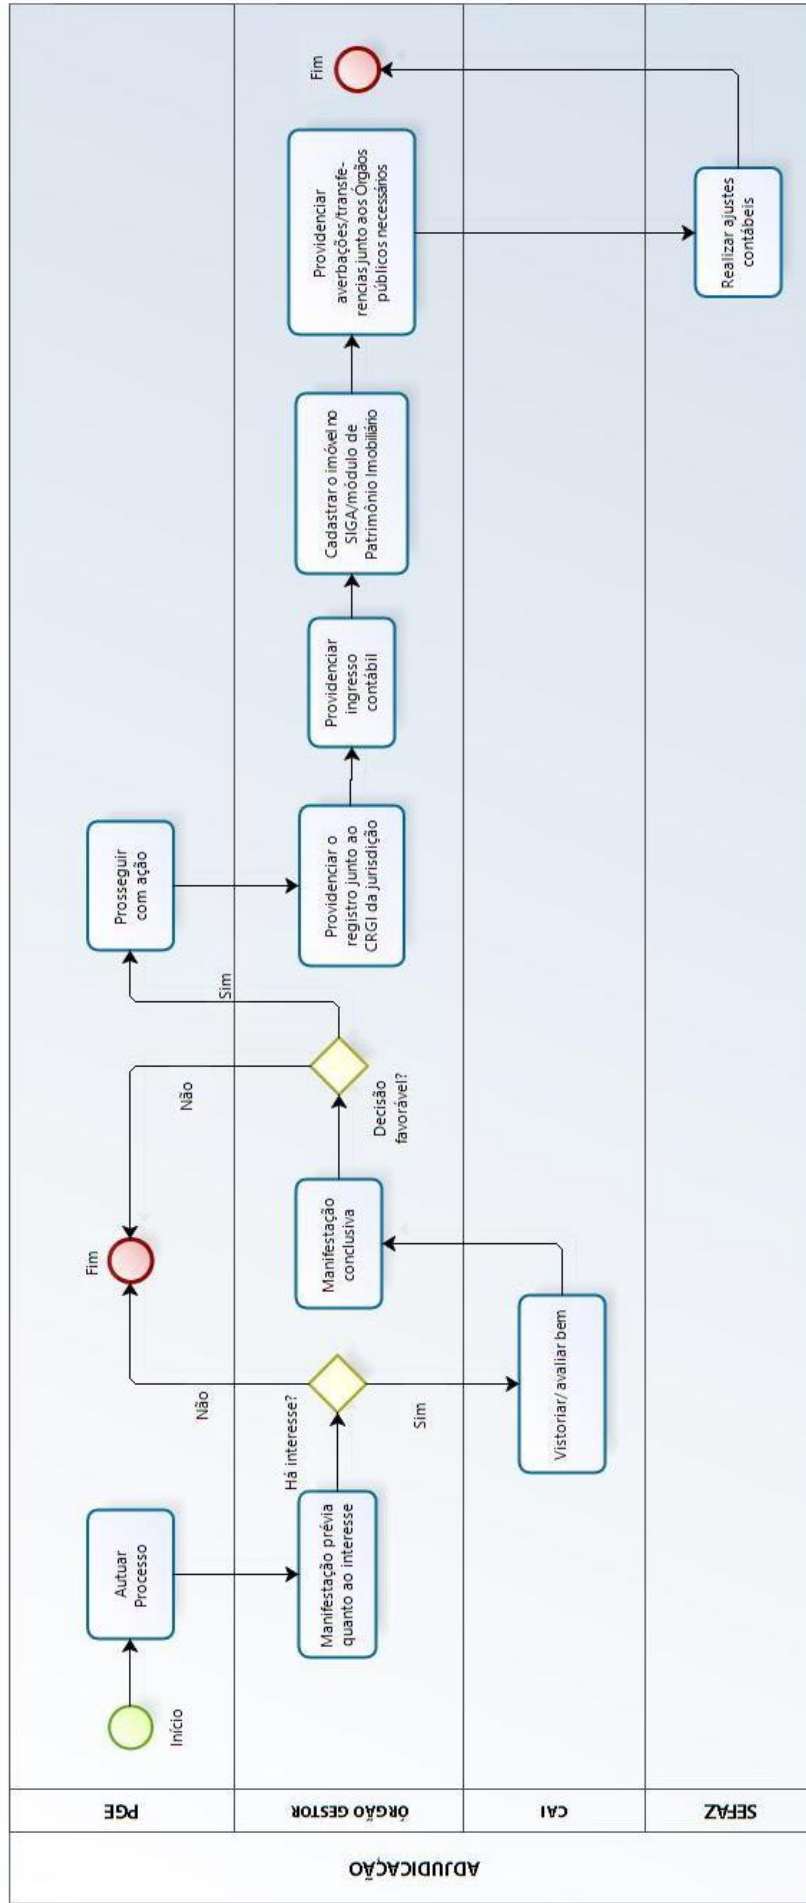 ADJUDICAÇÃO
PGE
Início
Autuar
Processo
Fim
Não
Não
Sim
Prosseguir
com ação
ÓRGÃO GESTOR
Manifestação prévia
quanto ao interesse
Há interesse?
Sim
Manifestação
conclusiva
Decisão
favorável?
Providenciar o
registro junto ao
CRGI da jurisdição
Providenciar
ingresso
contábil
Cadastrar o imóvel no
SIGA/módulo de
Patrimônio Imobiliário
Providenciar
averbações/transfe-
rencias junto aos Órgãos
públicos necessários
Fim
CAI
Vistoriar/ avaliar bem
SEFAZ
Realizar ajustes
contábeis